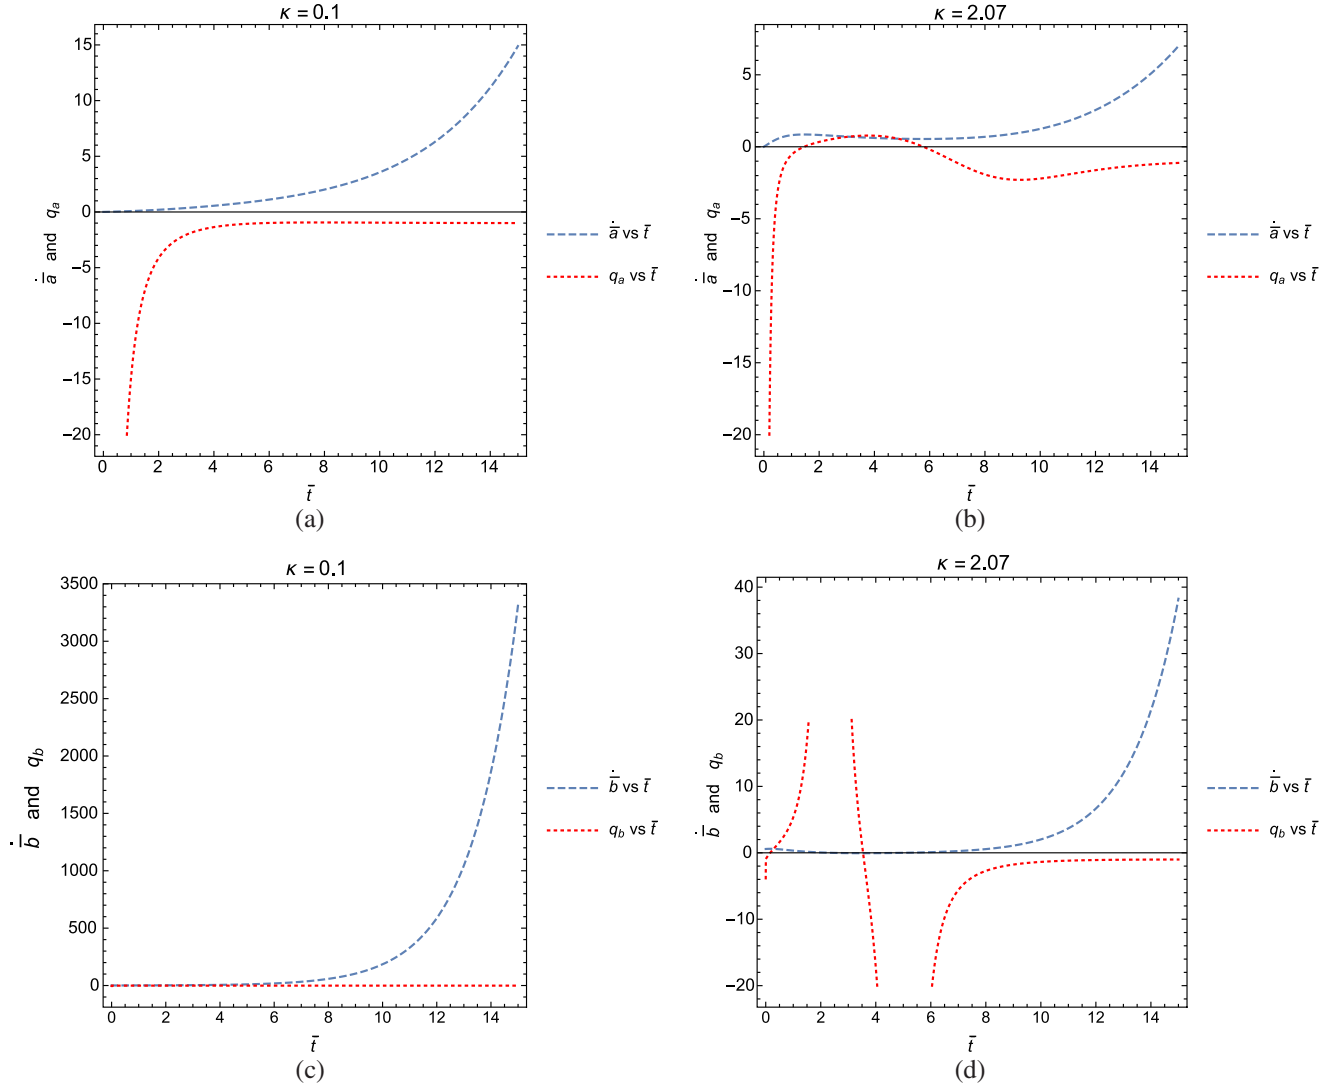 κ = 0.1
15
10
5
0
−5
−10
−15
−20
0 2 4 6 8 10 12 14
ǡ and q_a
t̄
ǡ vs t̄
q_a vs t̄
(a)
κ = 2.07
5
0
−5
−10
−15
−20
0 2 4 6 8 10 12 14
ǡ and q_a
t̄
ǡ vs t̄
q_a vs t̄
(b)
κ = 0.1
3500
3000
2500
2000
1500
1000
500
0
0 2 4 6 8 10 12 14
ḃ̄ and q_b
t̄
ḃ̄ vs t̄
q_b vs t̄
(c)
κ = 2.07
40
30
20
10
0
−10
−20
0 2 4 6 8 10 12 14
ḃ̄ and q_b
t̄
ḃ̄ vs t̄
q_b vs t̄
(d)